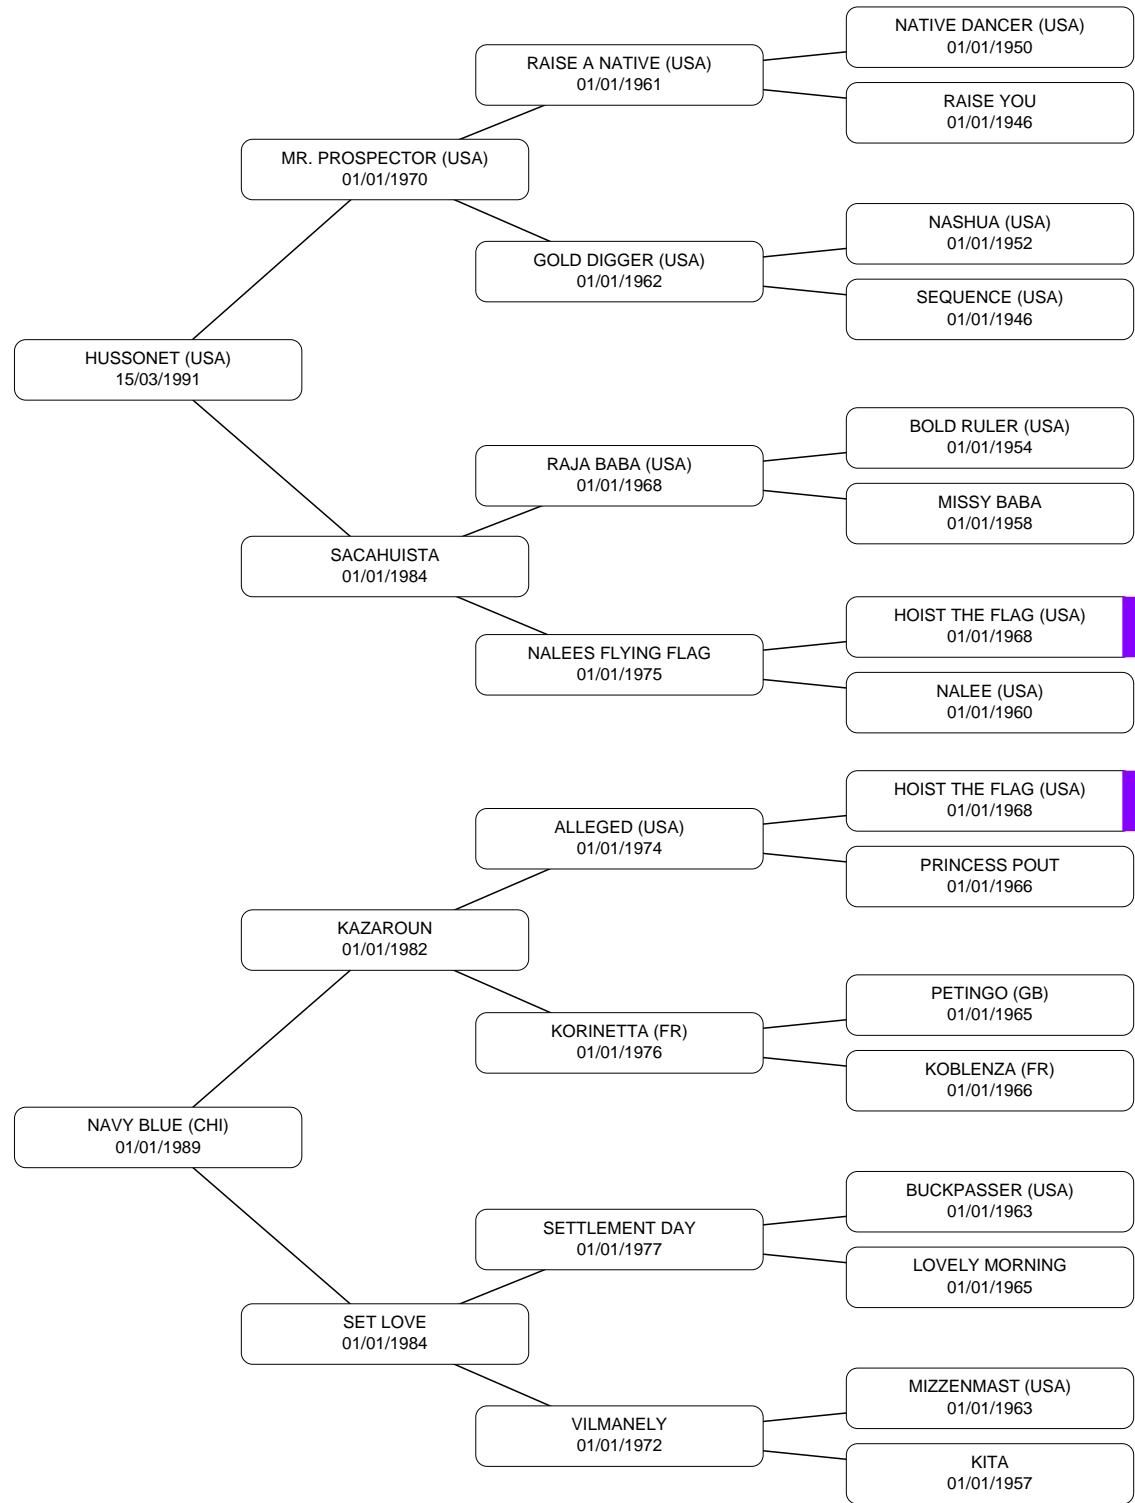 NATIVE DANCER (USA)
01/01/1950
RAISE A NATIVE (USA)
01/01/1961
RAISE YOU
01/01/1946
MR. PROSPECTOR (USA)
01/01/1970
NASHUA (USA)
01/01/1952
GOLD DIGGER (USA)
01/01/1962
SEQUENCE (USA)
01/01/1946
HUSSONET (USA)
15/03/1991
BOLD RULER (USA)
01/01/1954
RAJA BABA (USA)
01/01/1968
MISSY BABA
01/01/1958
SACAHUISTA
01/01/1984
HOIST THE FLAG (USA)
01/01/1968
NALEES FLYING FLAG
01/01/1975
NALEE (USA)
01/01/1960
HOIST THE FLAG (USA)
01/01/1968
ALLEGED (USA)
01/01/1974
PRINCESS POUT
01/01/1966
KAZAROUN
01/01/1982
PETINGO (GB)
01/01/1965
KORINETTA (FR)
01/01/1976
KOBLENZA (FR)
01/01/1966
NAVY BLUE (CHI)
01/01/1989
BUCKPASSER (USA)
01/01/1963
SETTLEMENT DAY
01/01/1977
LOVELY MORNING
01/01/1965
SET LOVE
01/01/1984
MIZZENMAST (USA)
01/01/1963
VILMANELY
01/01/1972
KITA
01/01/1957